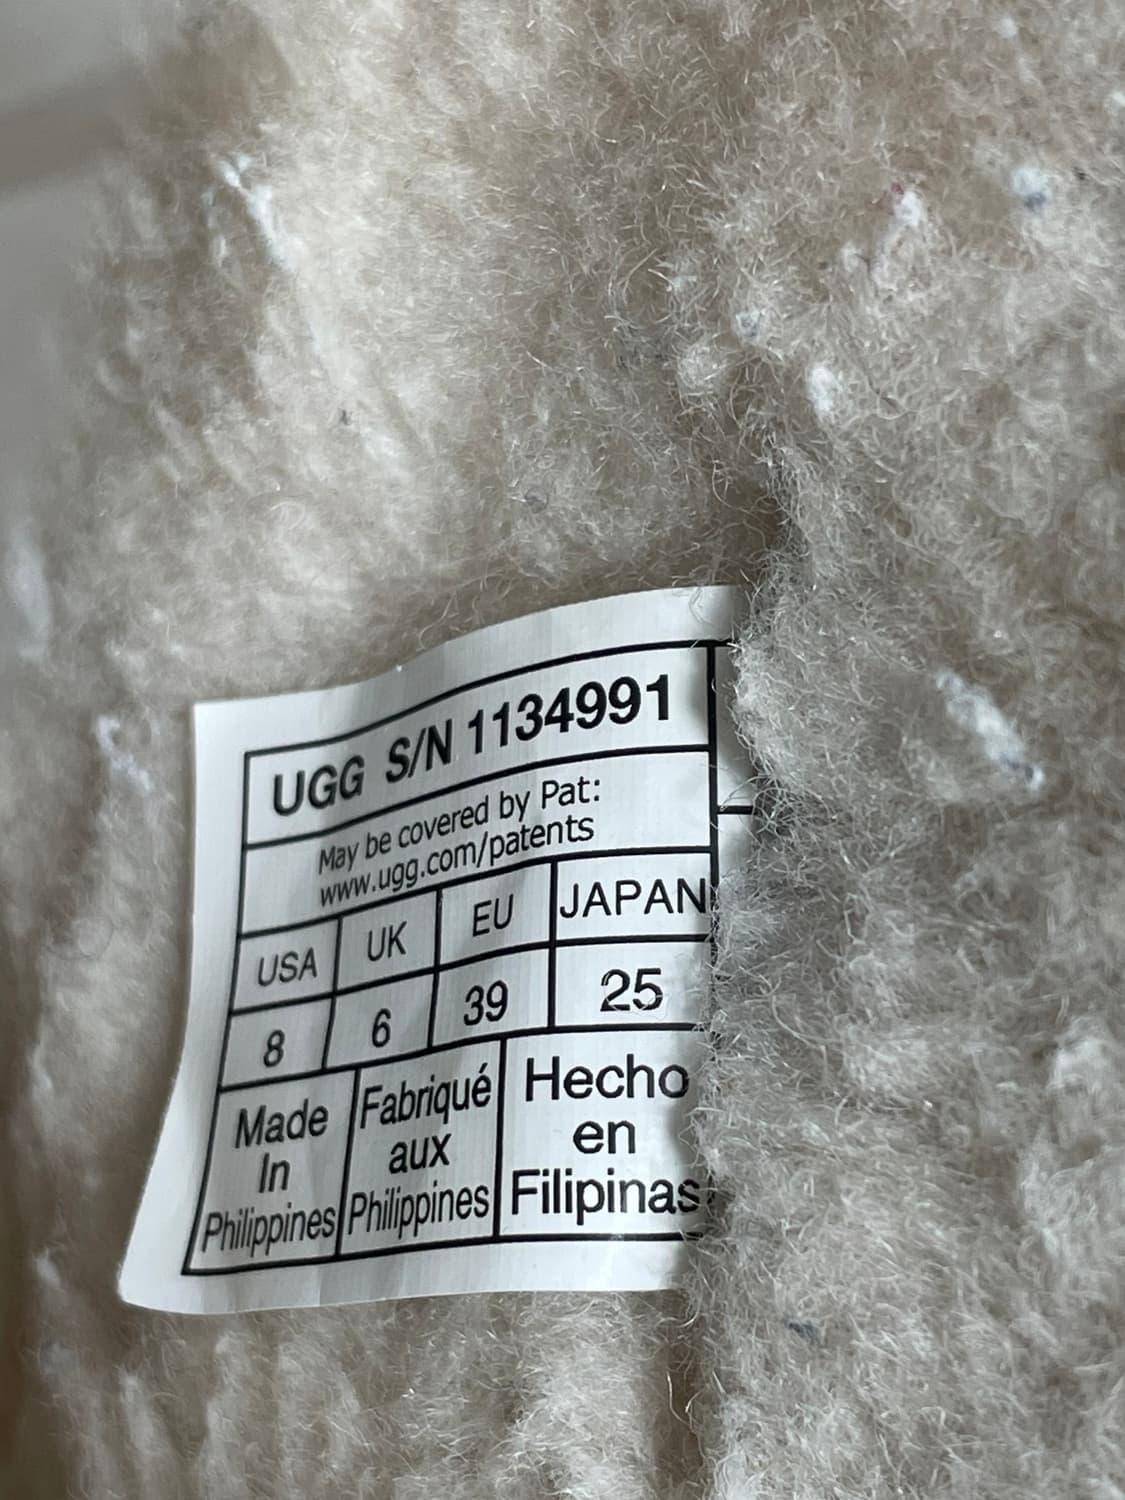 UGG S/N 1134991
May be covered by Pat:
www.ugg.com/patents
USA UK EU JAPAN
8 6 39 25
Made In Philippines
Fabriqué aux Philippines
Hecho en Filipinas